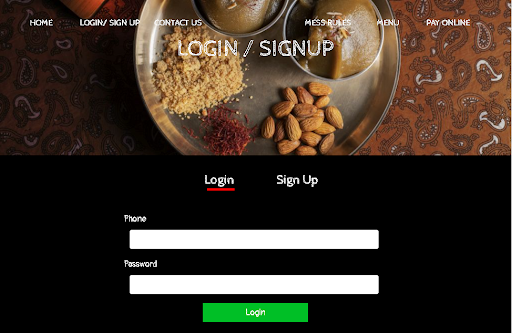 HOME LOGIN/ SIGN UP CONTACT US MESS RULES MENU PAY ONLINE
LOGIN / SIGNUP
Login Sign Up
Phone
Password
Login